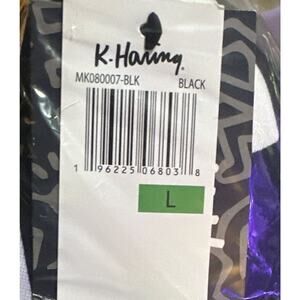 K. Haring
MK080007-BLK BLACK
1 96225 06803 8
L